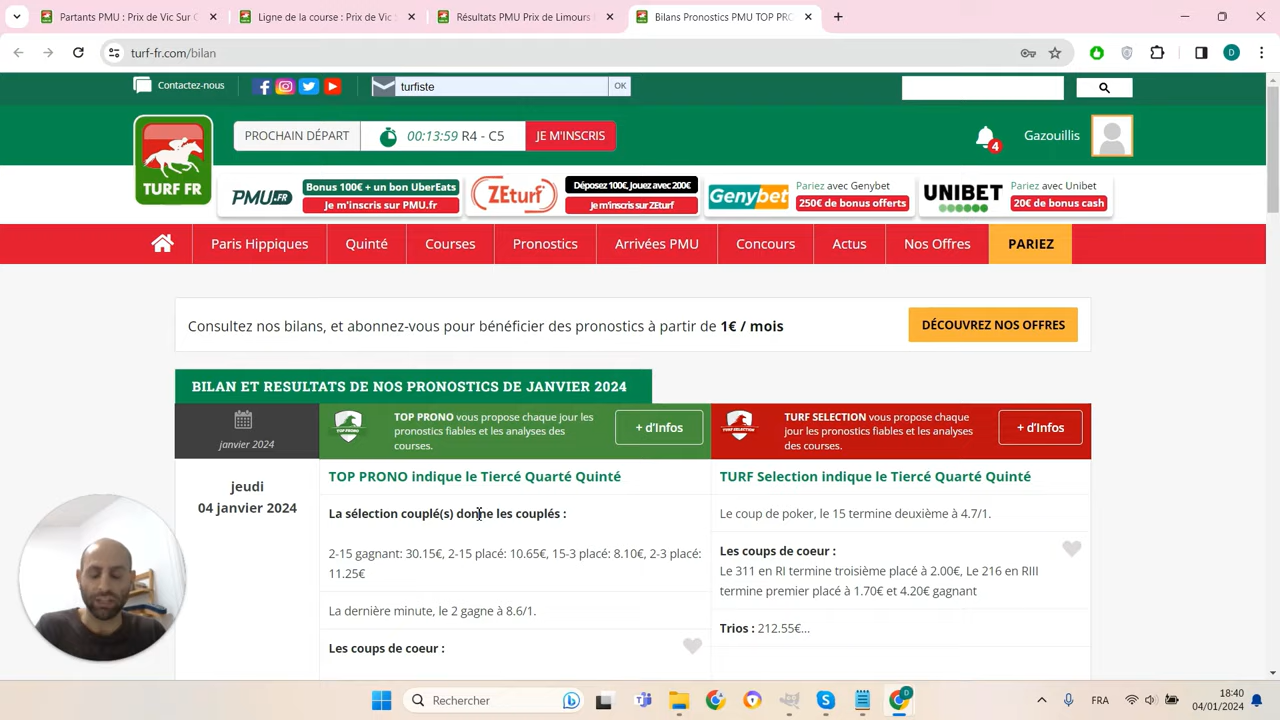 Partants PMU : Prix de Vic Sur C
Ligne de la course : Prix de Vic S
Résultats PMU Prix de Limours P
Bilans Pronostics PMU TOP PRO
turf-fr.com/bilan
D
Contactez-nous
turfiste
OK
TURF FR
PROCHAIN DÉPART
00:13:59 R4 - C5
JE M'INSCRIS
4
Gazouillis
PMU.FR
Bonus 100€ + un bon UberEats
Je m'inscris sur PMU.fr
ZEturf
Déposez 100€, Jouez avec 200€
Je m'inscris sur ZEturf
Genybet
Pariez avec Genybet
250€ de bonus offerts
UNIBET
Pariez avec Unibet
20€ de bonus cash
Paris Hippiques
Quinté
Courses
Pronostics
Arrivées PMU
Concours
Actus
Nos Offres
PARIEZ
Consultez nos bilans, et abonnez-vous pour bénéficier des pronostics à partir de 1€ / mois
DÉCOUVREZ NOS OFFRES
BILAN ET RESULTATS DE NOS PRONOSTICS DE JANVIER 2024
janvier 2024
TOP PRONO
TOP PRONO vous propose chaque jour les
pronostics fiables et les analyses des
courses.
+ d'Infos
TURF SELECTION
TURF SELECTION vous propose chaque
jour les pronostics fiables et les analyses
des courses.
+ d'Infos
jeudi
04 janvier 2024
TOP PRONO indique le Tiercé Quarté Quinté
La sélection couplé(s) donne les couplés :
2-15 gagnant: 30.15€, 2-15 placé: 10.65€, 15-3 placé: 8.10€, 2-3 placé:
11.25€
La dernière minute, le 2 gagne à 8.6/1.
Les coups de coeur :
TURF Selection indique le Tiercé Quarté Quinté
Le coup de poker, le 15 termine deuxième à 4.7/1.
Les coups de coeur :
Le 311 en RI termine troisième placé à 2.00€, Le 216 en RIII
termine premier placé à 1.70€ et 4.20€ gagnant
Trios : 212.55€...
Rechercher
D
FRA
18:40
04/01/2024